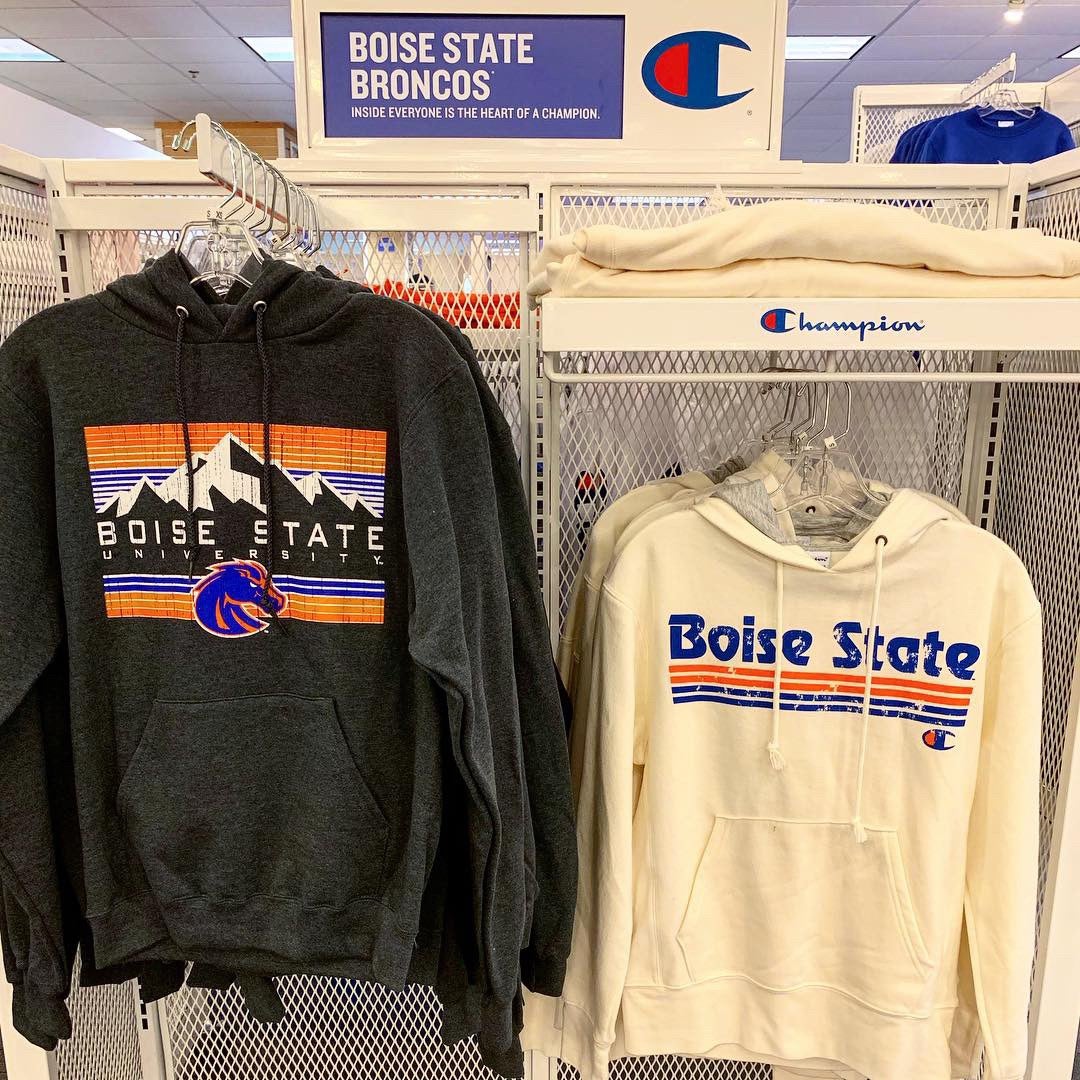 BOISE STATE
BRONCOS
INSIDE EVERYONE IS THE HEART OF A CHAMPION.
Champion
BOISE STATE
UNIVERSITY
Boise State